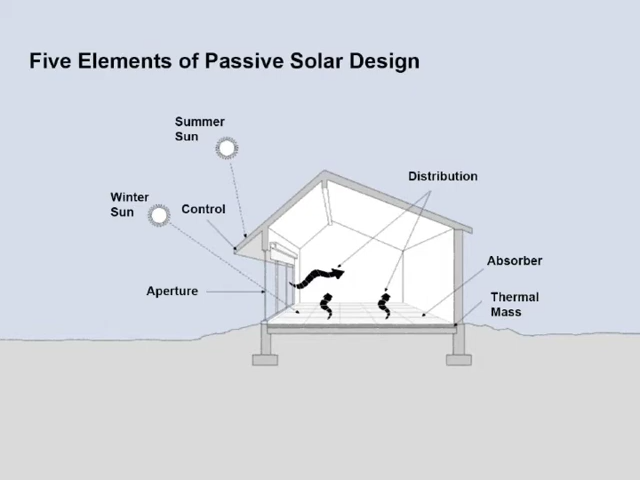 Five Elements of Passive Solar Design
Summer
Sun
Distribution
Winter
Sun
Control
Absorber
Aperture
Thermal
Mass